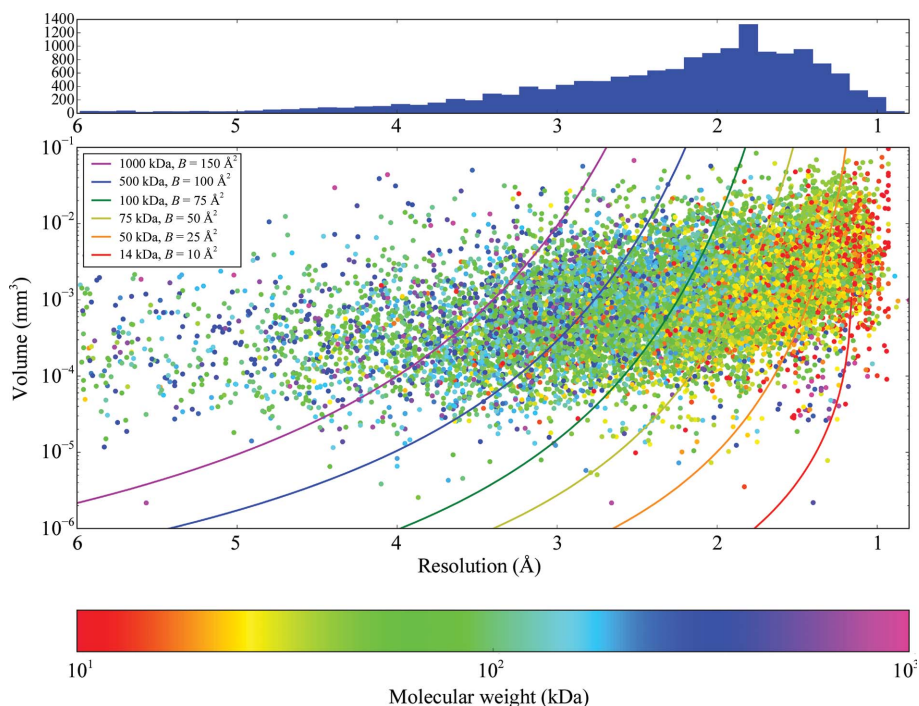 1400
1200
1000
800
600
400
200
0
6 5 4 3 2 1
10⁻¹
10⁻²
10⁻³
10⁻⁴
10⁻⁵
10⁻⁶
Volume (mm³)
1000 kDa, B = 150 Å²
500 kDa, B = 100 Å²
100 kDa, B = 75 Å²
75 kDa, B = 50 Å²
50 kDa, B = 25 Å²
14 kDa, B = 10 Å²
6 5 4 3 2 1
Resolution (Å)
10¹ 10² 10³
Molecular weight (kDa)